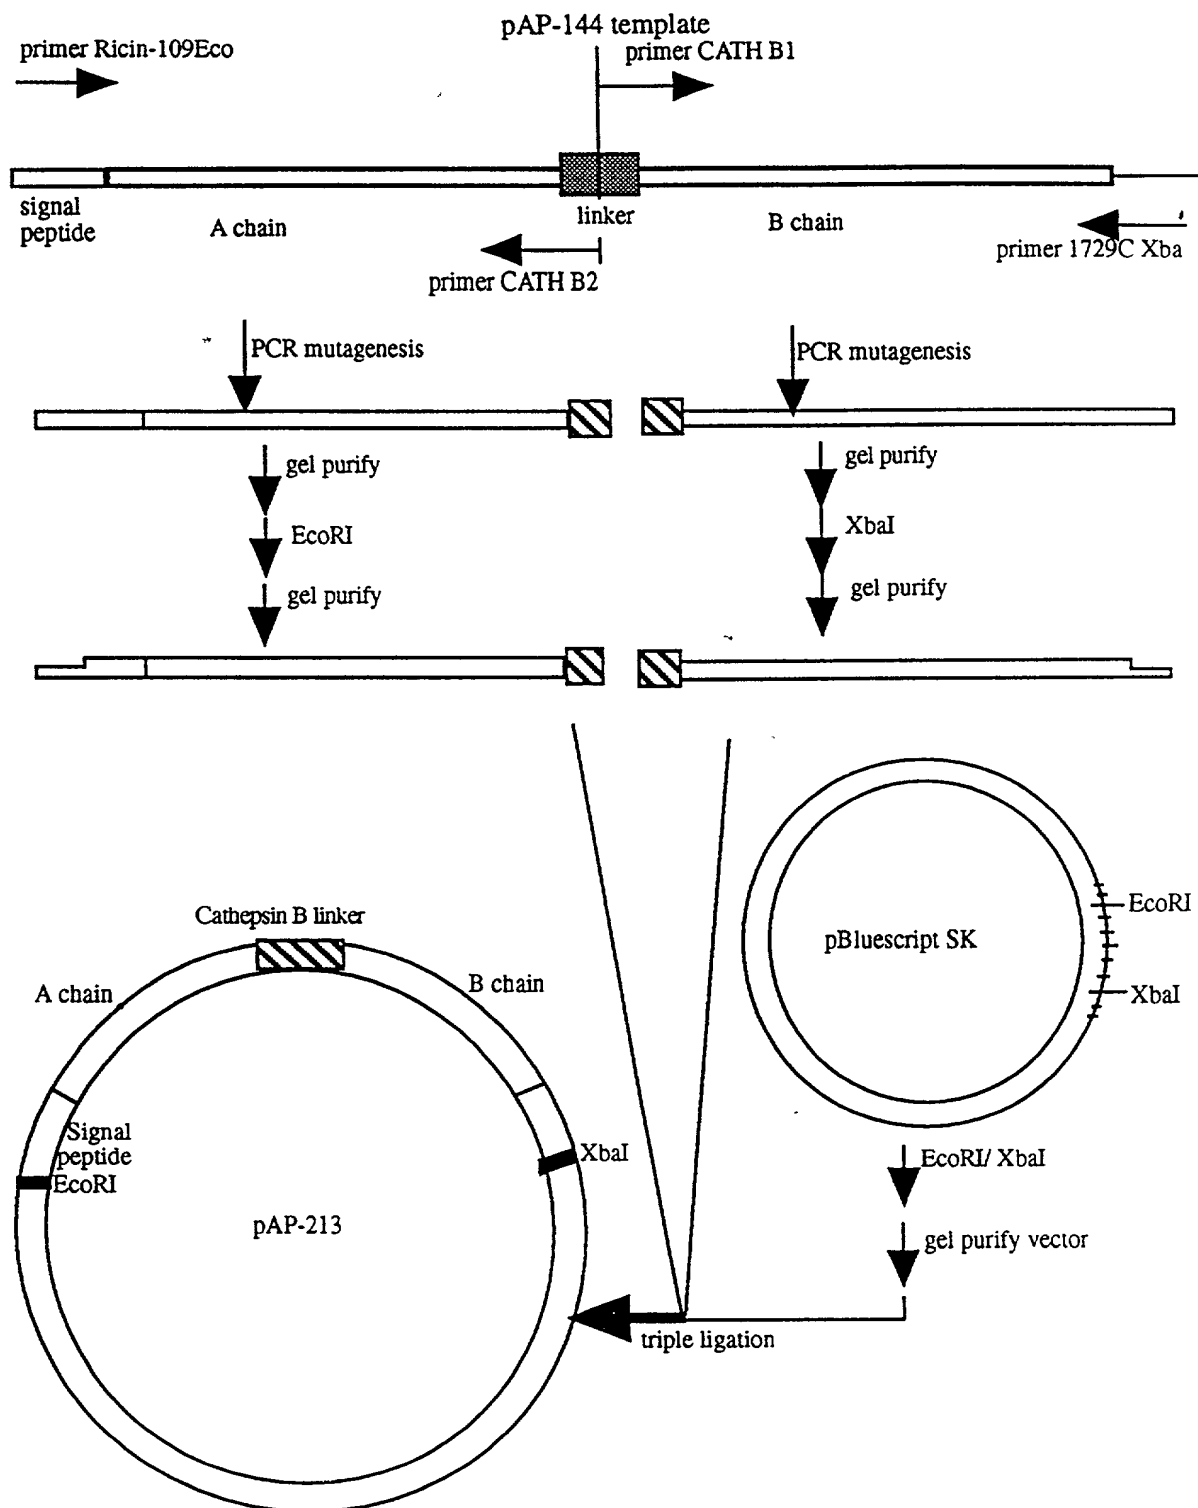 pAP-144 template
primer Ricin-109Eco
primer CATH B1
signal
peptide
A chain
linker
B chain
primer CATH B2
primer 1729C Xba
PCR mutagenesis
PCR mutagenesis
gel purify
gel purify
EcoRI
XbaI
gel purify
gel purify
Cathepsin B linker
A chain
B chain
pBluescript SK
EcoRI
XbaI
Signal
peptide
EcoRI
XbaI
pAP-213
EcoRI/ XbaI
gel purify vector
triple ligation